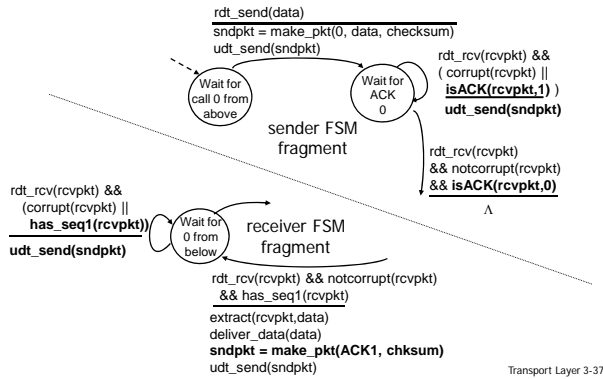 rdt_send(data)
sndpkt = make_pkt(0, data, checksum)
udt_send(sndpkt)
Wait for
call 0 from
above
Wait for
ACK
0
rdt_rcv(rcvpkt) &&
( corrupt(rcvpkt) ||
isACK(rcvpkt,1) )
udt_send(sndpkt)
sender FSM
fragment
rdt_rcv(rcvpkt)
&& notcorrupt(rcvpkt)
&& isACK(rcvpkt,0)
Λ
rdt_rcv(rcvpkt) &&
(corrupt(rcvpkt) ||
has_seq1(rcvpkt))
udt_send(sndpkt)
Wait for
0 from
below
receiver FSM
fragment
rdt_rcv(rcvpkt) && notcorrupt(rcvpkt)
&& has_seq1(rcvpkt)
extract(rcvpkt,data)
deliver_data(data)
sndpkt = make_pkt(ACK1, chksum)
udt_send(sndpkt)
Transport Layer 3-37